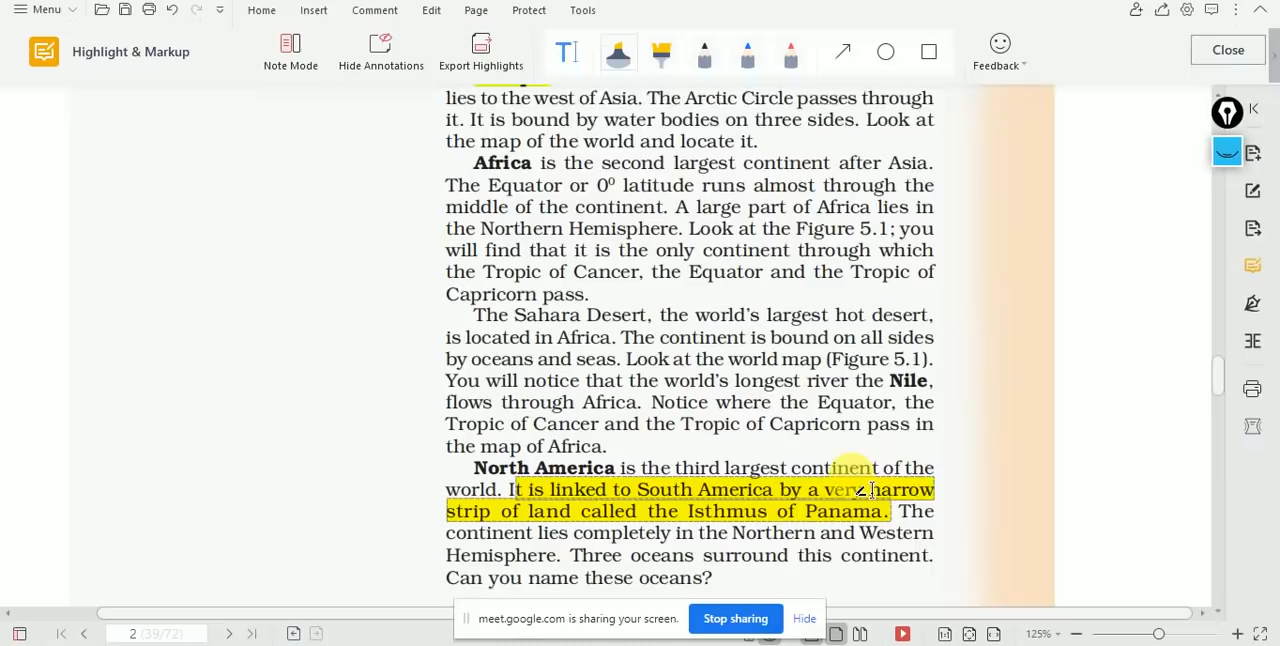 Menu
Home Insert Comment Edit Page Protect Tools
Highlight & Markup
Note Mode
Hide Annotations
Export Highlights
Feedback
Close
lies to the west of Asia. The Arctic Circle passes through
it. It is bound by water bodies on three sides. Look at
the map of the world and locate it.
Africa is the second largest continent after Asia.
The Equator or 0⁰ latitude runs almost through the
middle of the continent. A large part of Africa lies in
the Northern Hemisphere. Look at the Figure 5.1; you
will find that it is the only continent through which
the Tropic of Cancer, the Equator and the Tropic of
Capricorn pass.
The Sahara Desert, the world's largest hot desert,
is located in Africa. The continent is bound on all sides
by oceans and seas. Look at the world map (Figure 5.1).
You will notice that the world's longest river the Nile,
flows through Africa. Notice where the Equator, the
Tropic of Cancer and the Tropic of Capricorn pass in
the map of Africa.
North America is the third largest continent of the
world. It is linked to South America by a very narrow
strip of land called the Isthmus of Panama. The
continent lies completely in the Northern and Western
Hemisphere. Three oceans surround this continent.
Can you name these oceans?
meet.google.com is sharing your screen. Stop sharing Hide
2 (39/72)
125%